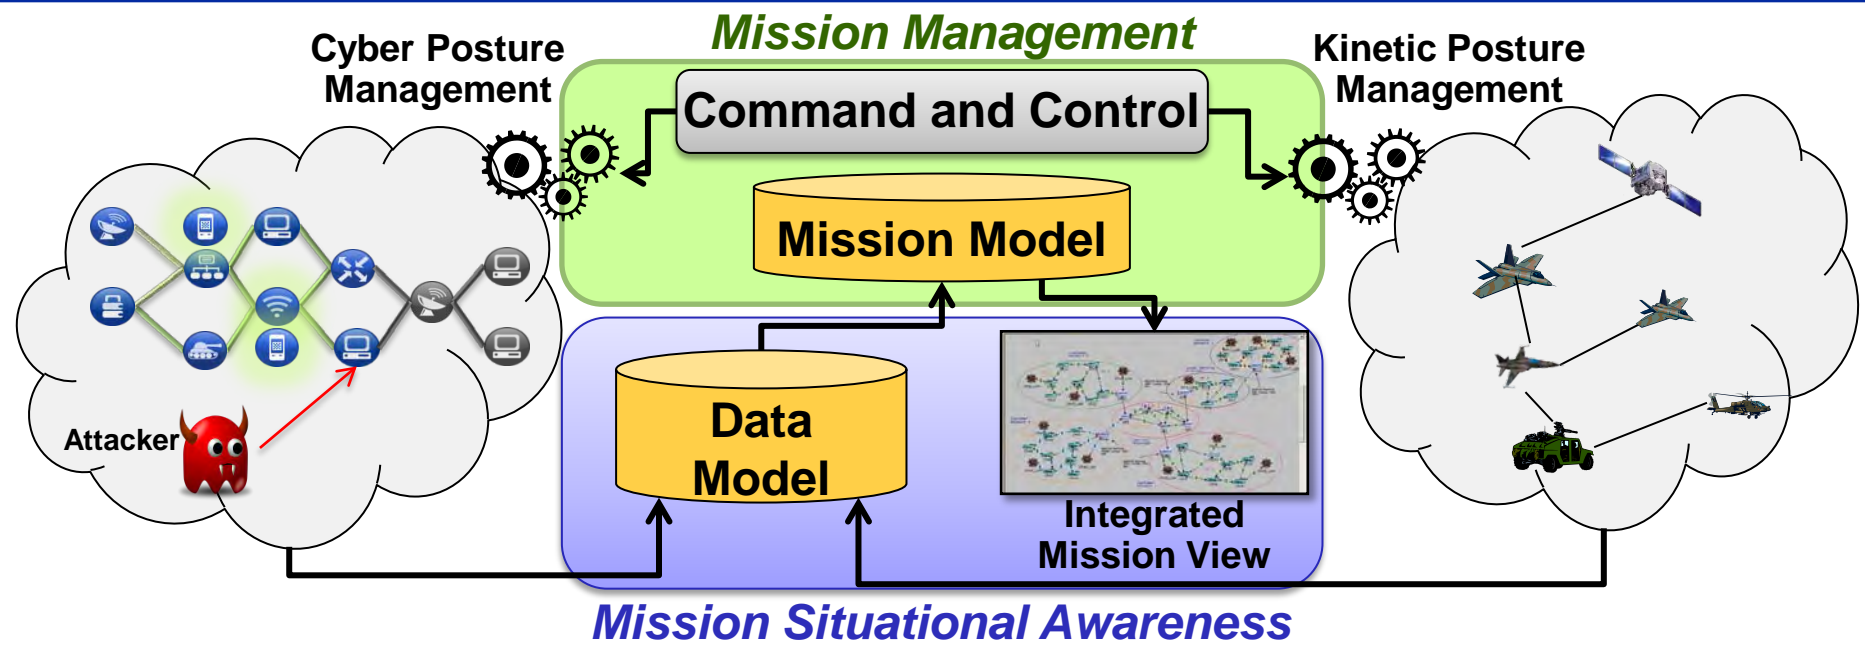 Mission Management
Cyber Posture
Management
Kinetic Posture
Management
Command and Control
Mission Model
Attacker
Data
Model
Integrated
Mission View
Mission Situational Awareness